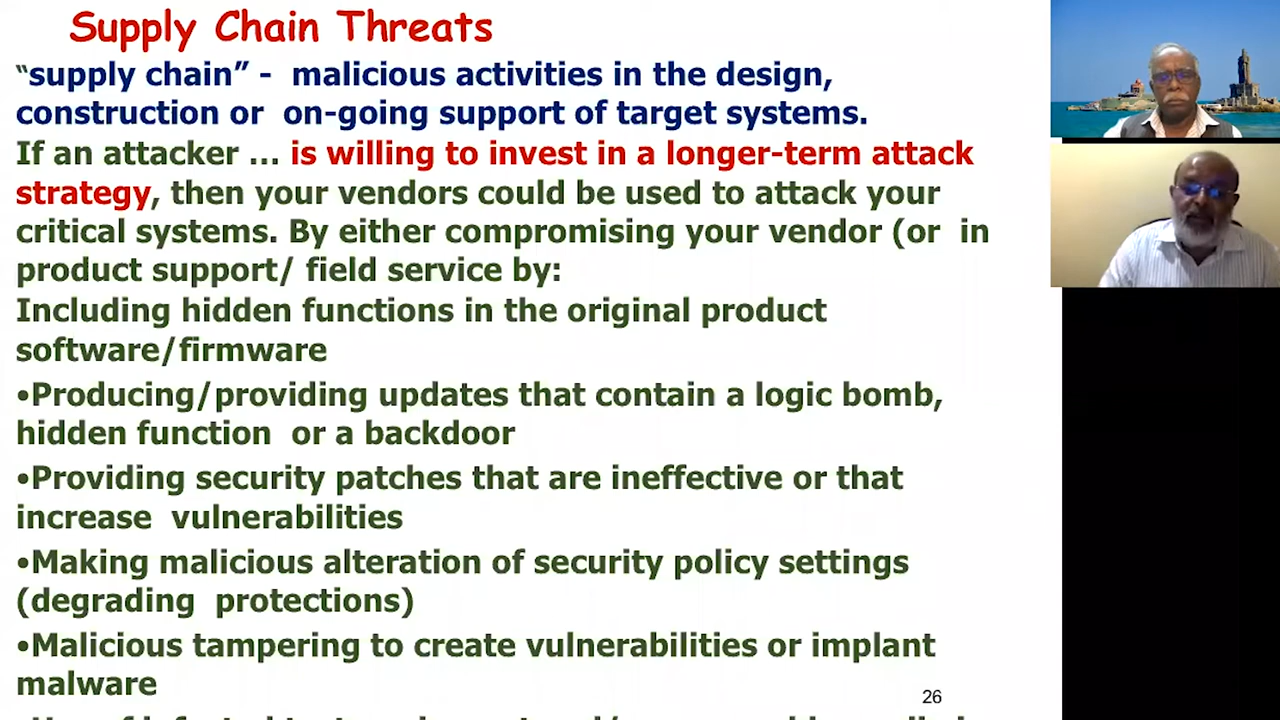 Supply Chain Threats
“supply chain” - malicious activities in the design,
construction or on-going support of target systems.
If an attacker ... is willing to invest in a longer-term attack
strategy, then your vendors could be used to attack your
critical systems. By either compromising your vendor (or in
product support/ field service by:
Including hidden functions in the original product
software/firmware
•Producing/providing updates that contain a logic bomb,
hidden function or a backdoor
•Providing security patches that are ineffective or that
increase vulnerabilities
•Making malicious alteration of security policy settings
(degrading protections)
•Malicious tampering to create vulnerabilities or implant
malware
26